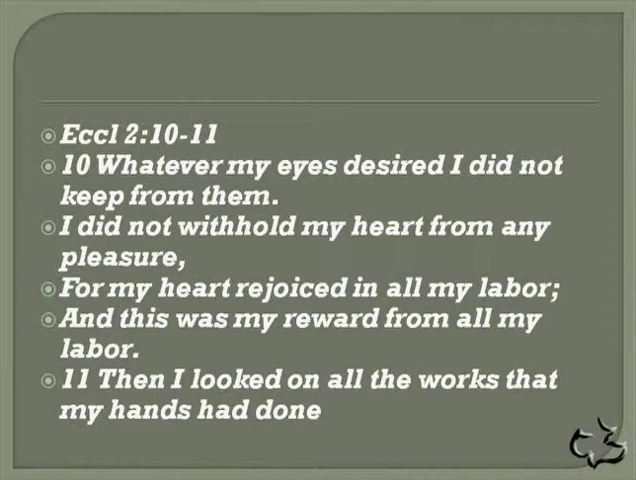 Eccl 2:10-11
10 Whatever my eyes desired I did not
keep from them.
I did not withhold my heart from any
pleasure,
For my heart rejoiced in all my labor;
And this was my reward from all my
labor.
11 Then I looked on all the works that
my hands had done